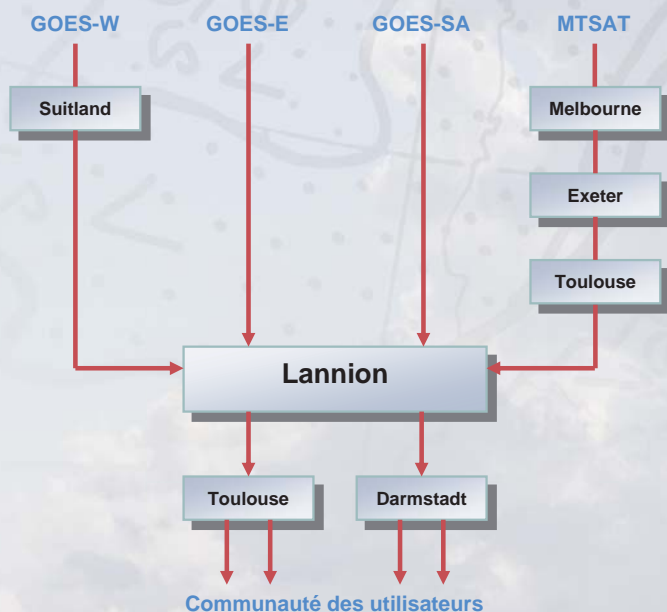 GOES-W
GOES-E
GOES-SA
MTSAT
Suitland
Melbourne
Exeter
Toulouse
Lannion
Toulouse
Darmstadt
Communauté des utilisateurs